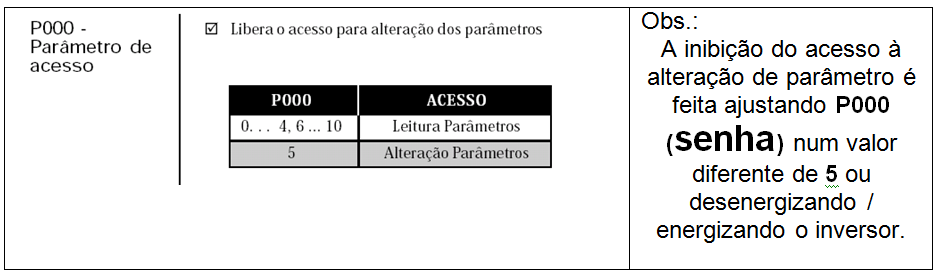 P000 -
Parâmetro de
acesso
☑ Libera o acesso para alteração dos parâmetros
P000 ACESSO
0. . . 4, 6 ... 10 Leitura Parâmetros
5 Alteração Parâmetros
Obs.:
A inibição do acesso à
alteração de parâmetro é
feita ajustando P000
(senha) num valor
diferente de 5 ou
desenergizando /
energizando o inversor.